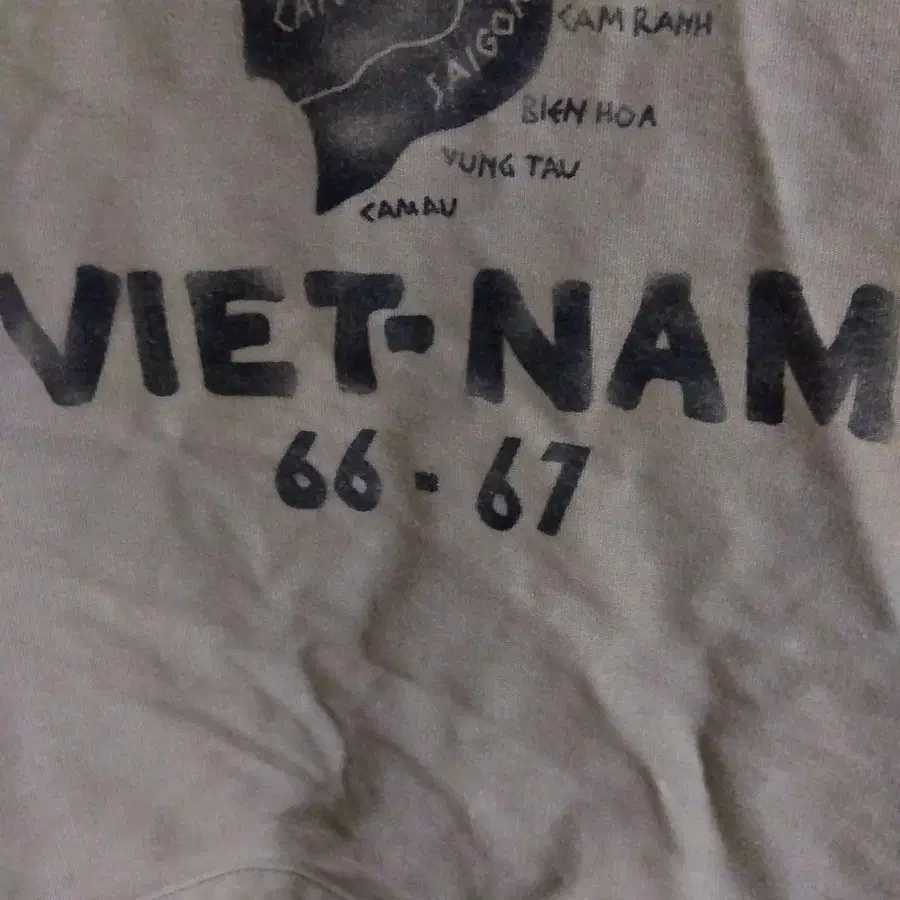 CAM RANH
SAIGON
BIEN HOA
VUNG TAU
CAMAU
VIET-NAM
66-67